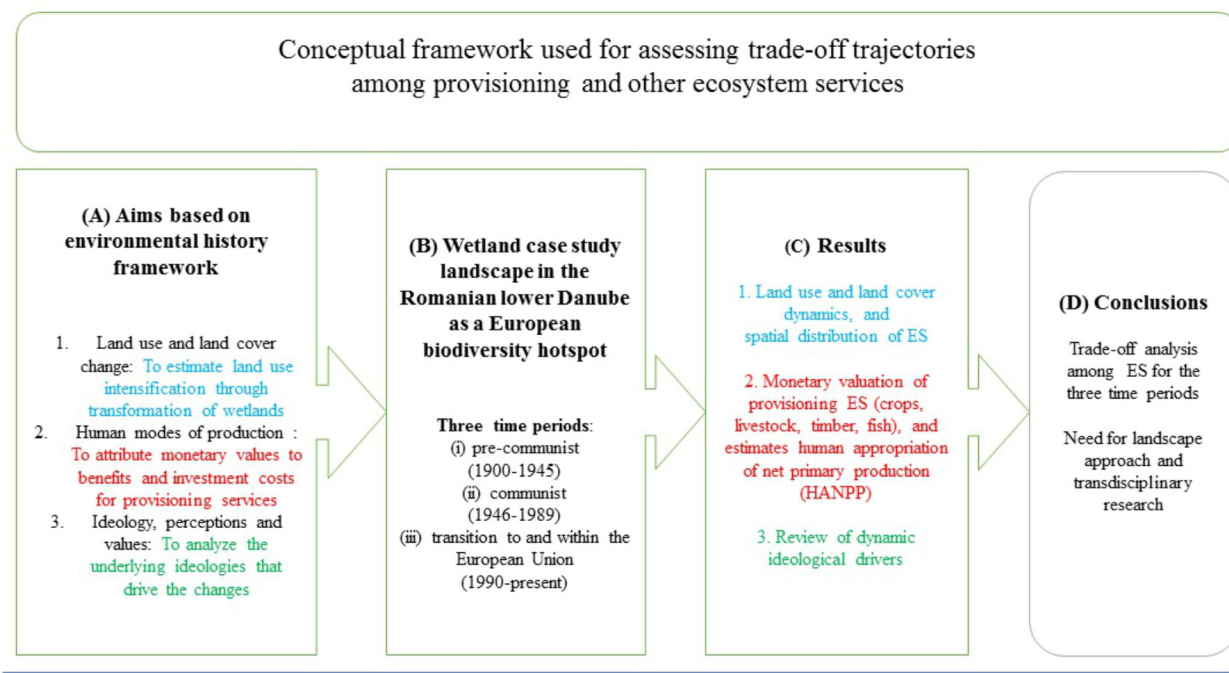 Conceptual framework used for assessing trade-off trajectories
among provisioning and other ecosystem services
(A) Aims based on
environmental history
framework
1. Land use and land cover
change: To estimate land use
intensification through
transformation of wetlands
2. Human modes of production :
To attribute monetary values to
benefits and investment costs
for provisioning services
3. Ideology, perceptions and
values: To analyze the
underlying ideologies that
drive the changes
(B) Wetland case study
landscape in the
Romanian lower Danube
as a European
biodiversity hotspot
Three time periods:
(i) pre-communist
(1900-1945)
(ii) communist
(1946-1989)
(iii) transition to and within the
European Union
(1990-present)
(C) Results
1. Land use and land cover
dynamics, and
spatial distribution of ES
2. Monetary valuation of
provisioning ES (crops,
livestock, timber, fish), and
estimates human appropriation
of net primary production
(HANPP)
3. Review of dynamic
ideological drivers
(D) Conclusions
Trade-off analysis
among ES for the
three time periods
Need for landscape
approach and
transdisciplinary
research